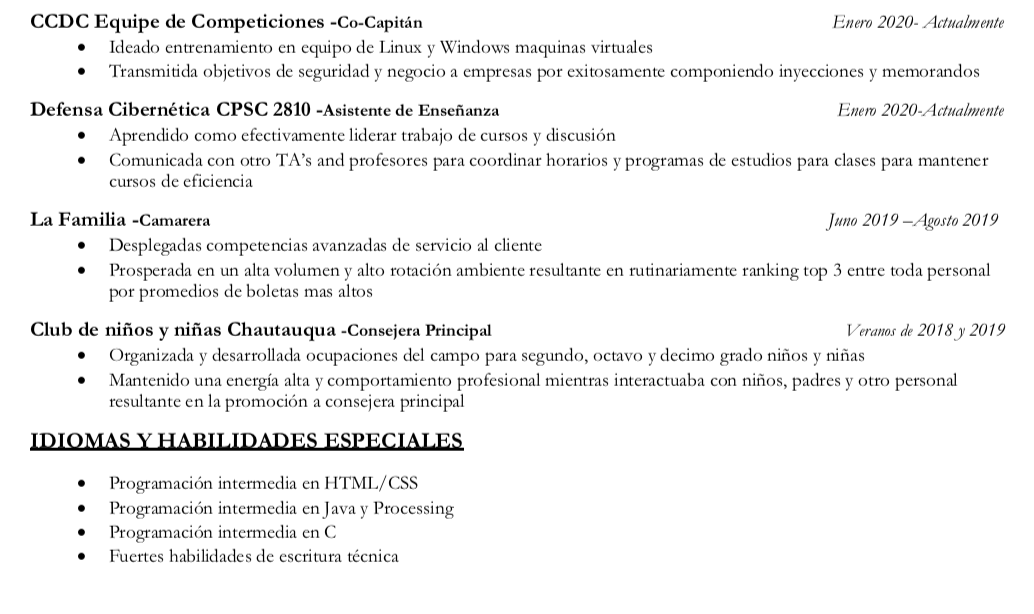 CCDC Equipe de Competiciones -Co-Capitán Enero 2020- Actualmente
• Ideado entrenamiento en equipo de Linux y Windows maquinas virtuales
• Transmitida objetivos de seguridad y negocio a empresas por exitosamente componiendo inyecciones y memorandos
Defensa Cibernética CPSC 2810 -Asistente de Enseñanza Enero 2020-Actualmente
• Aprendido como efectivamente liderar trabajo de cursos y discusión
• Comunicada con otro TA's and profesores para coordinar horarios y programas de estudios para clases para mantener
cursos de eficiencia
La Familia -Camarera Juno 2019 –Agosto 2019
• Desplegadas competencias avanzadas de servicio al cliente
• Prosperada en un alta volumen y alto rotación ambiente resultante en rutinariamente ranking top 3 entre toda personal
por promedios de boletas mas altos
Club de niños y niñas Chautauqua -Consejera Principal Veranos de 2018 y 2019
• Organizada y desarrollada ocupaciones del campo para segundo, octavo y decimo grado niños y niñas
• Mantenido una energía alta y comportamiento profesional mientras interactuaba con niños, padres y otro personal
resultante en la promoción a consejera principal
IDIOMAS Y HABILIDADES ESPECIALES
• Programación intermedia en HTML/CSS
• Programación intermedia en Java y Processing
• Programación intermedia en C
• Fuertes habilidades de escritura técnica